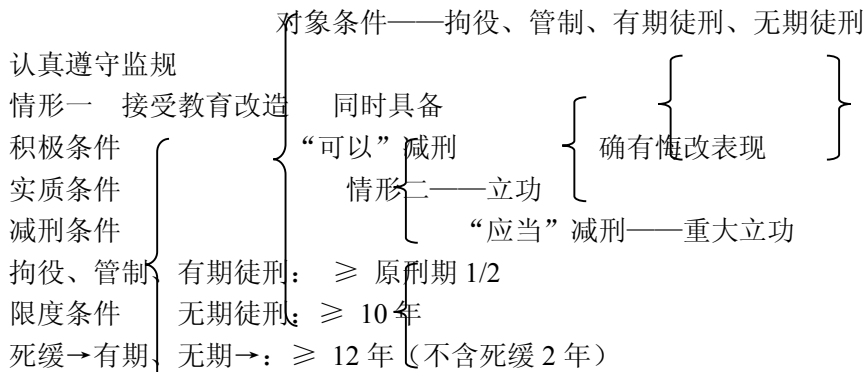 对象条件——拘役、管制、有期徒刑、无期徒刑
认真遵守监规
情形一 接受教育改造 同时具备
积极条件 “可以”减刑 确有悔改表现
实质条件 情形二——立功
减刑条件 “应当”减刑——重大立功
拘役、管制、有期徒刑： ≥ 原刑期 1/2
限度条件 无期徒刑：≥ 10 年
死缓→有期、无期→：≥ 12 年（不含死缓 2 年）